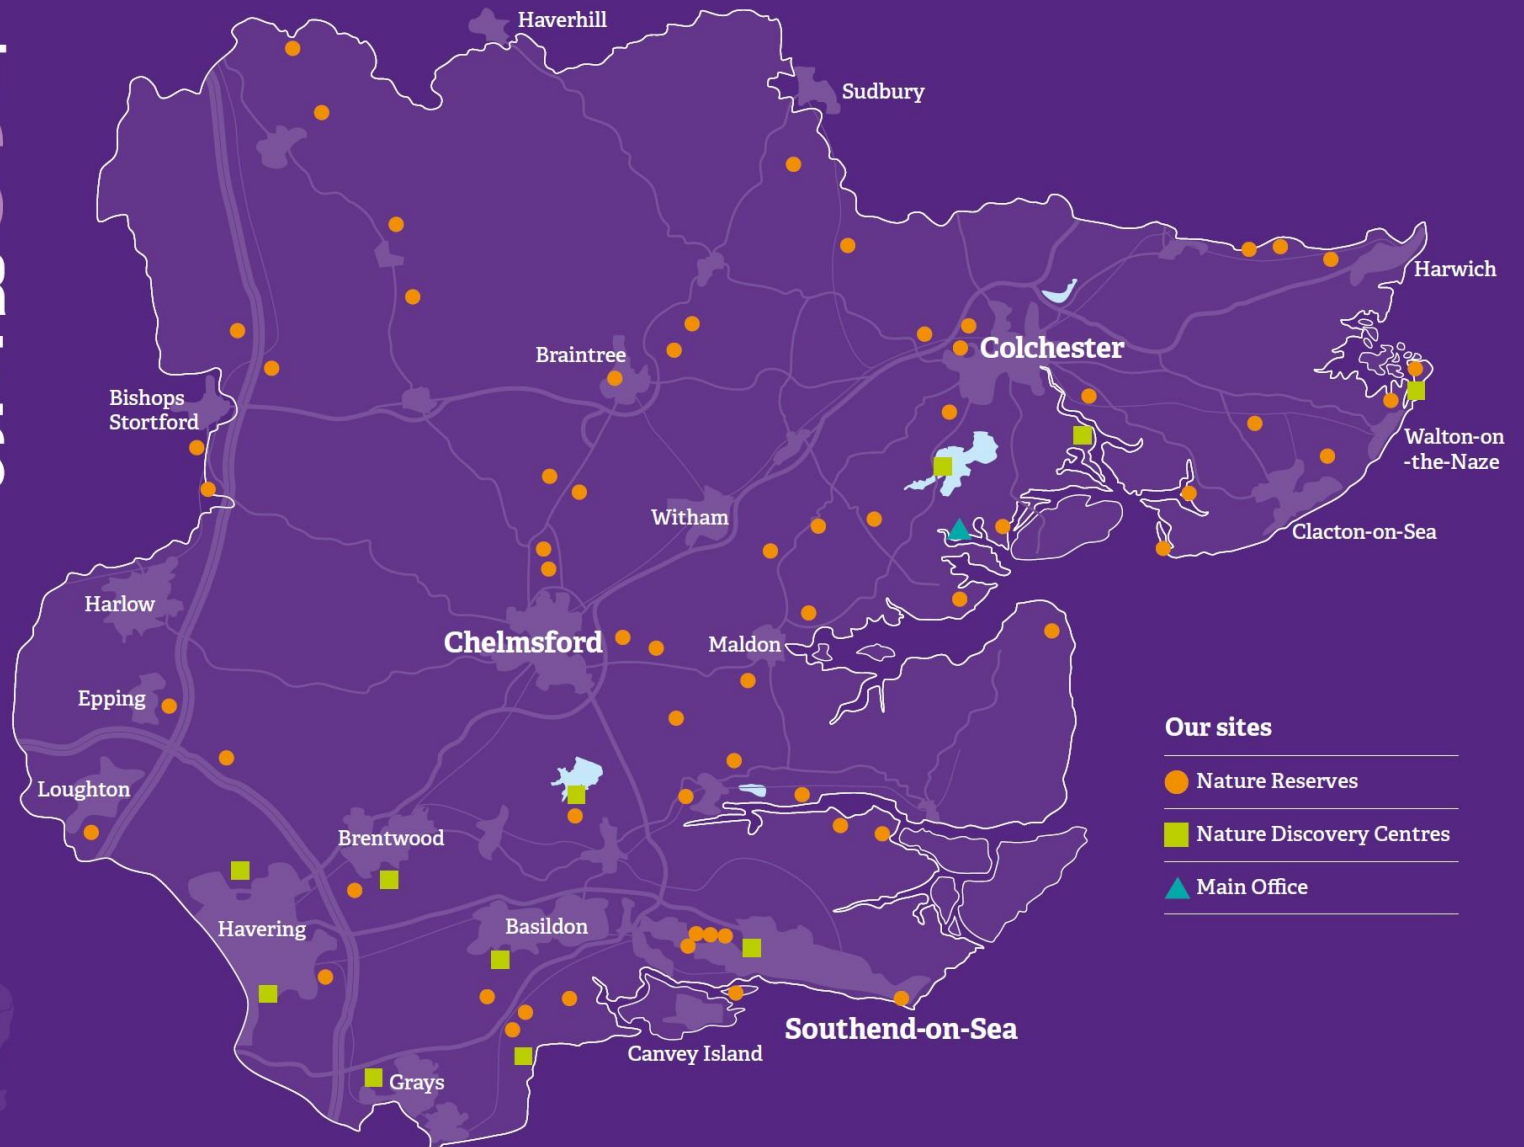 Haverhill
Sudbury
Harwich
Braintree
Colchester
Bishops
Stortford
Walton-on
-the-Naze
Witham
Clacton-on-Sea
Harlow
Chelmsford
Maldon
Epping
Our sites
Nature Reserves
Loughton
Brentwood
Nature Discovery Centres
Main Office
Havering
Basildon
Southend-on-Sea
Canvey Island
Grays